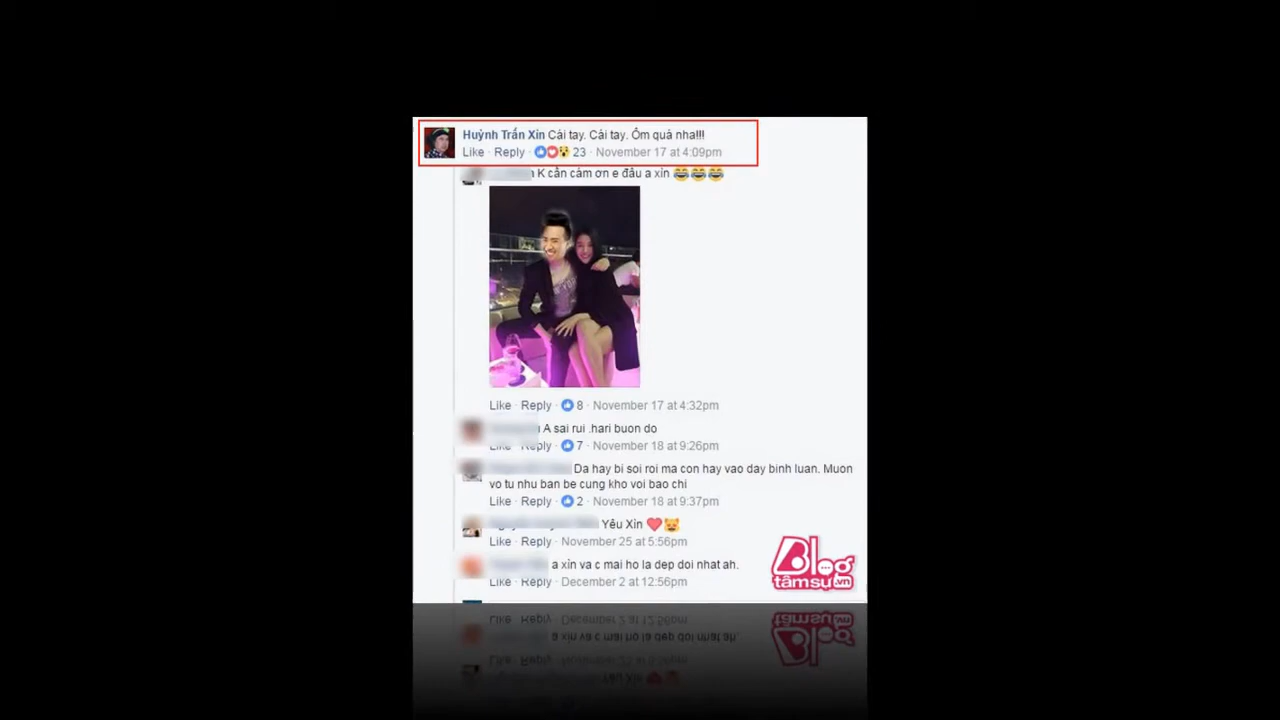 Huỳnh Trấn Xin Cái tay. Cái tay. Ôm quá nha!!!
Like · Reply · 23 · November 17 at 4:09pm
K cần cám ơn e đâu a xìn
Like · Reply · 8 · November 17 at 4:32pm
A sai rui .hari buon do
Like · Reply · 7 · November 18 at 9:26pm
Da hay bi soi roi ma con hay vao day binh luan. Muon
vo tu nhu ban be cung kho voi bao chi
Like · Reply · 2 · November 18 at 9:37pm
Yêu Xin
Like · Reply · November 25 at 5:56pm
a xìn va c mai ho la dep doi nhat ah.
Like · Reply · December 2 at 12:56pm
Blog
tâmsự.vn